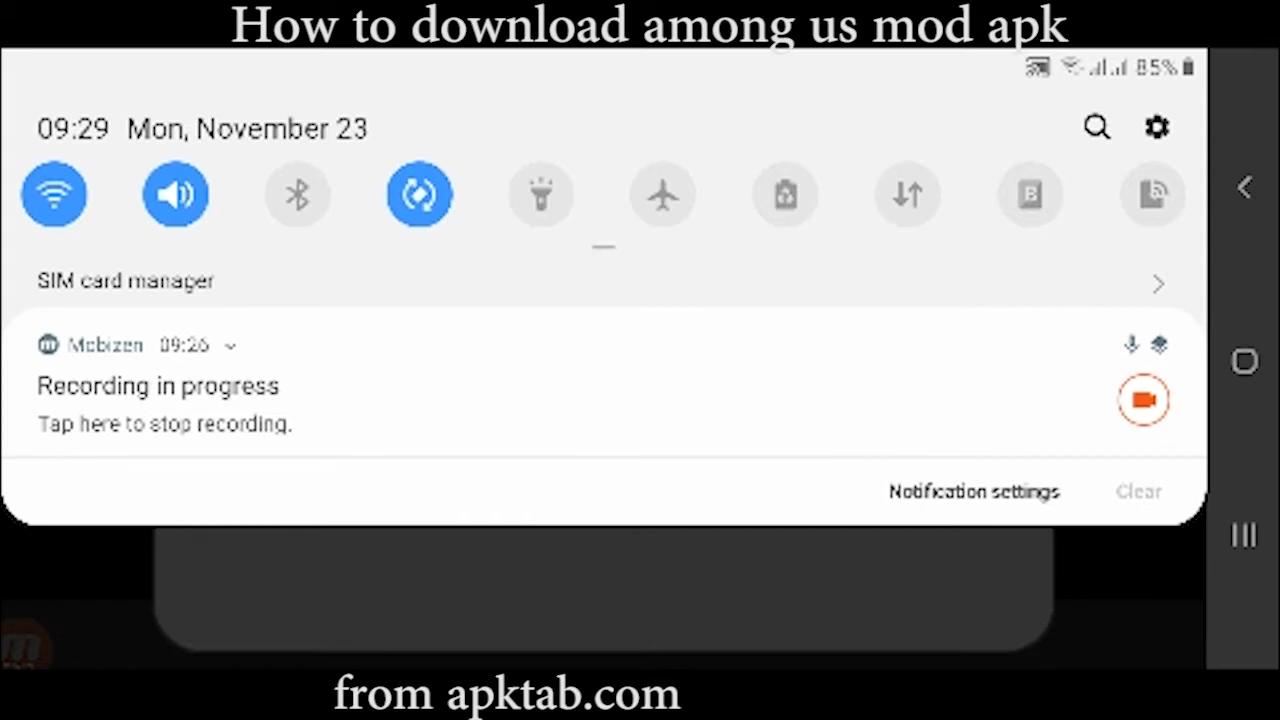 How to download among us mod apk
85%
09:29 Mon, November 23
SIM card manager
Mobizen 09:26
Recording in progress
Tap here to stop recording.
Notification settings Clear
from apktab.com